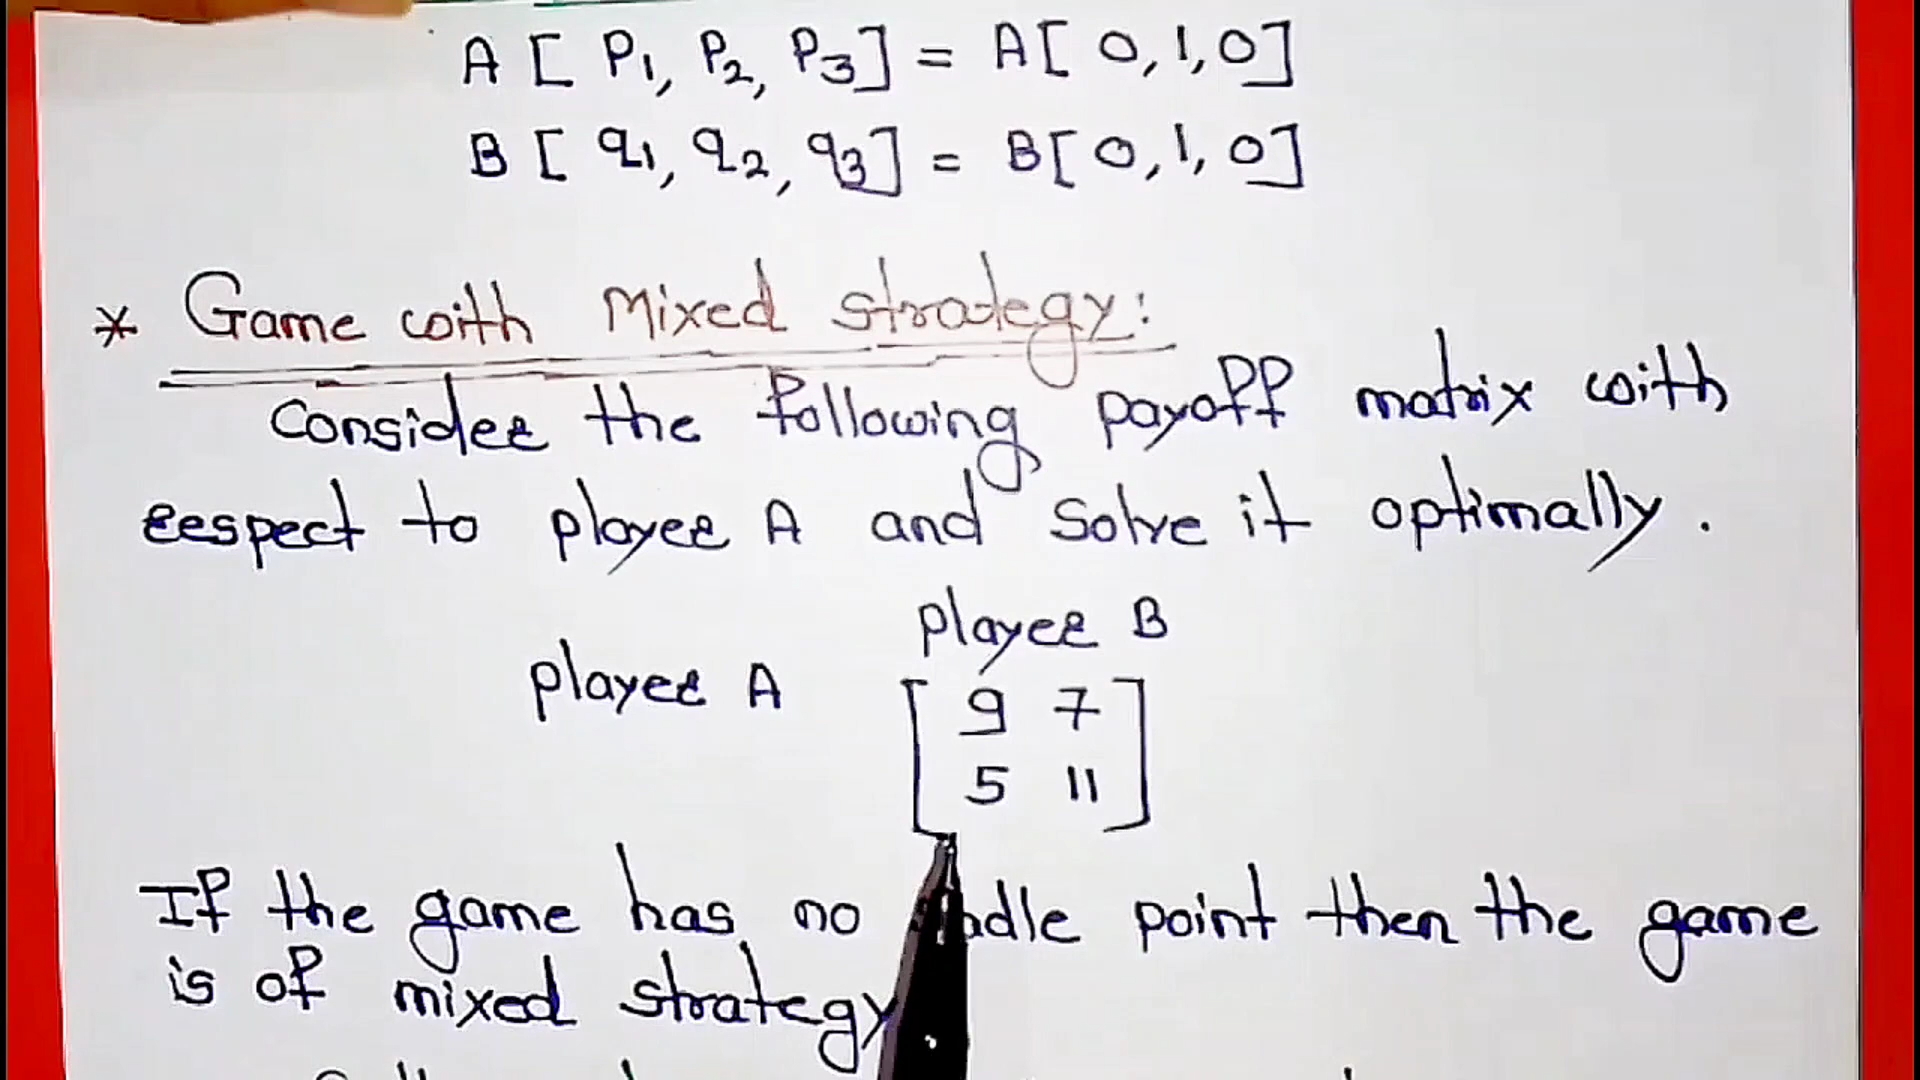 A [ P1, P2, P3] = A[ 0,1,0]
B [ q1, q2, q3] = B[0,1,0]
* Game with Mixed strategy:
Consider the following payoff matrix with
respect to player A and solve it optimally.
player B
player A
9 7
5 11
If the game has no point then the game
is of mixed strategy